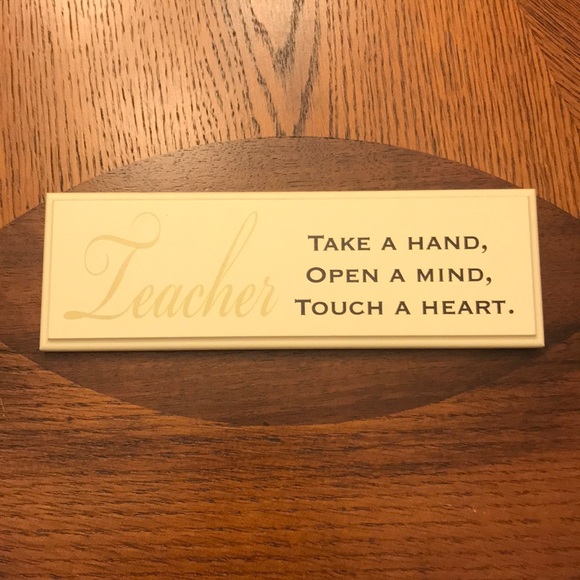 Teacher
TAKE A HAND,
OPEN A MIND,
TOUCH A HEART.